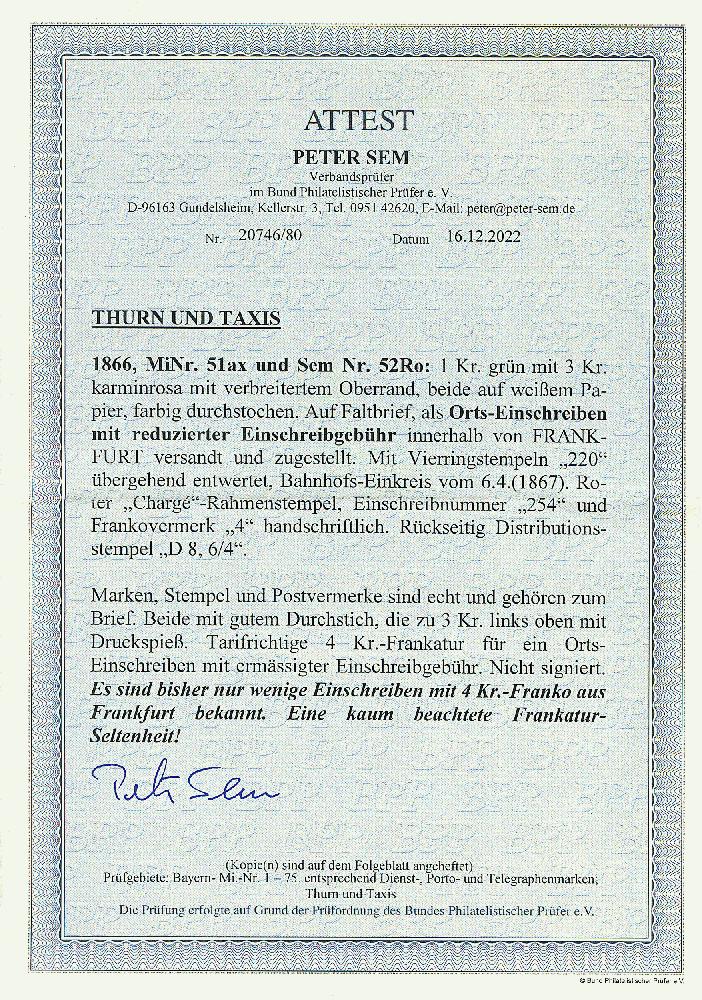 ATTEST
PETER SEM
Verbandsprüfer
im Bund Philatelistischer Prüfer e. V.
D-96163 Gundelsheim, Kellerstr. 3, Tel. 0951 42620, E-Mail: peter@peter-sem.de
Nr. 20746/80 Datum 16.12.2022
THURN UND TAXIS
1866, MiNr. 51ax und Sem Nr. 52Ro: 1 Kr. grün mit 3 Kr.
karminrosa mit verbreitertem Oberrand, beide auf weißem Pa-
pier, farbig durchstochen. Auf Faltbrief, als Orts-Einschreiben
mit reduzierter Einschreibgebühr innerhalb von FRANK-
FURT versandt und zugestellt. Mit Vierringstempeln „220“
übergehend entwertet, Bahnhofs-Einkreis vom 6.4.(1867). Ro-
ter „Chargé“-Rahmenstempel, Einschreibnummer „254“ und
Frankovermerk „4“ handschriftlich. Rückseitig Distributions-
stempel „D 8, 6/4“.
Marken, Stempel und Postvermerke sind echt und gehören zum
Brief. Beide mit gutem Durchstich, die zu 3 Kr. links oben mit
Druckspieß. Tarifrichtige 4 Kr.-Frankatur für ein Orts-
Einschreiben mit ermässigter Einschreibgebühr. Nicht signiert.
Es sind bisher nur wenige Einschreiben mit 4 Kr.-Franko aus
Frankfurt bekannt. Eine kaum beachtete Frankatur-
Seltenheit!
Peter Sem
(Kopie(n) sind auf dem Folgeblatt angeheftet)
Prüfgebiete: Bayern- Mi.-Nr. 1 – 75, entsprechend Dienst-, Porto- und Telegraphenmarken;
Thurn und Taxis
Die Prüfung erfolgte auf Grund der Prüfordnung des Bundes Philatelistischer Prüfer e.V.
© Bund Philatelistischer Prüfer e.V.